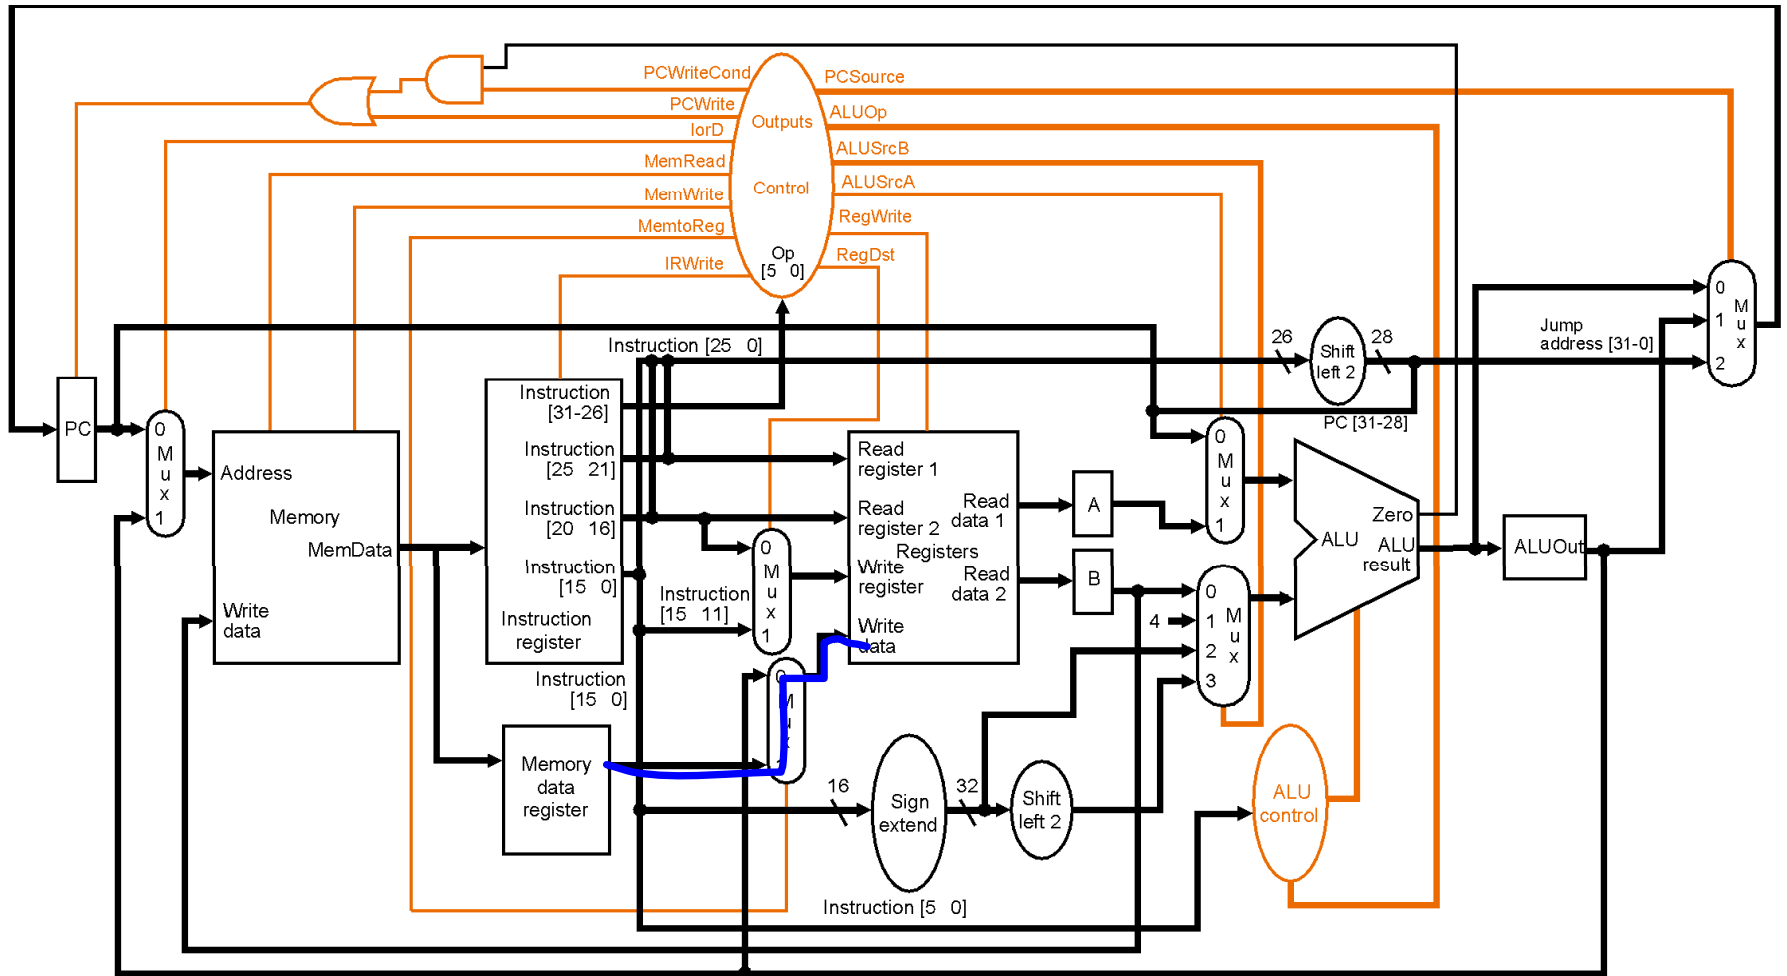 PCWriteCond
PCSource
PCWrite
ALUOp
Outputs
IorD
ALUSrcB
MemRead
ALUSrcA
Control
MemWrite
RegWrite
MemtoReg
RegDst
Op
[5 0]
IRWrite
0
M
u
x
1
2
Jump
address [31-0]
Instruction [25 0]
26
Shift
left 2
28
PC [31-28]
PC
0
M
u
x
1
Address
Memory
MemData
Write
data
Instruction
[31-26]
Instruction
[25 21]
Instruction
[20 16]
Instruction
[15 0]
Instruction
register
Instruction
[15 11]
0
M
u
x
1
Read
register 1
Read
register 2
Registers
Write
register
Write
data
Read
data 1
Read
data 2
A
B
0
M
u
x
1
4
0
1
2
3
M
u
x
Zero
ALU
ALU
result
ALUOut
Instruction
[15 0]
0
M
u
x
1
Memory
data
register
16
Sign
extend
32
Shift
left 2
ALU
control
Instruction [5 0]